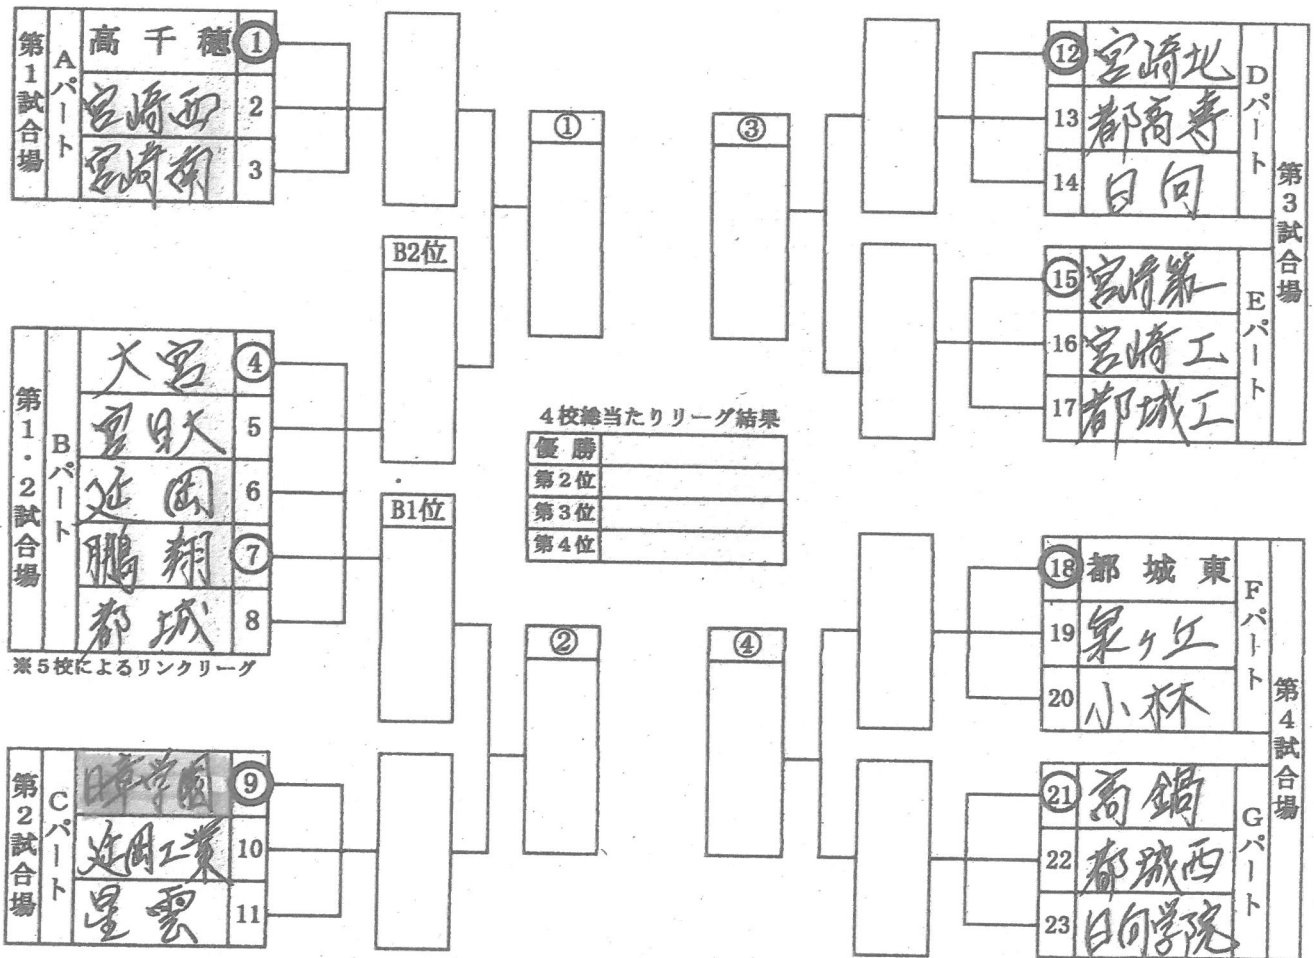 第1試合場
Aパート
高千穂 ①
宮崎西 2
宮崎南 3
第1・2試合場
Bパート
大宮 ④
宮日大 5
延岡 6
鵬翔 ⑦
都城 8
※5校によるリンクリーグ
第2試合場
Cパート
日章学園 ⑨
延岡工業 10
星雲 11
B2位
B1位
①
②
4校総当たりリーグ結果
優勝
第2位
第3位
第4位
③
④
⑫ 宮崎北
13 都高専
14 日向
Dパート
⑮ 宮崎第一
16 宮崎工
17 都城工
Eパート
第3試合場
⑱ 都城東
19 泉ヶ丘
20 小林
Fパート
㉑ 高鍋
22 都城西
23 日向学院
Gパート
第4試合場